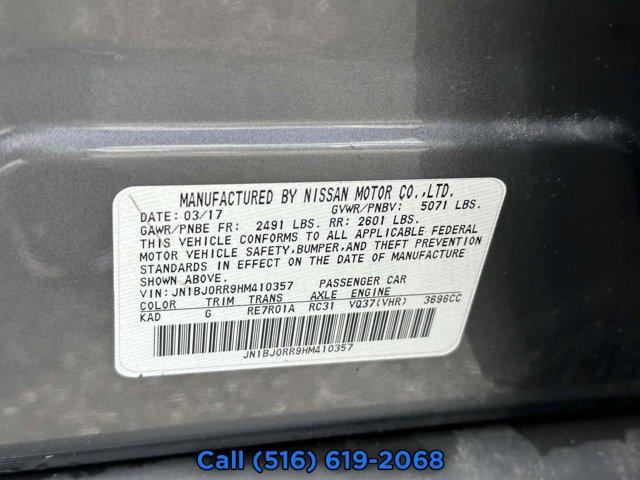 MANUFACTURED BY NISSAN MOTOR CO.,LTD.
DATE: 03/17 GVWR/PNBV: 5071 LBS.
GAWR/PNBE FR: 2491 LBS. RR: 2601 LBS.
THIS VEHICLE CONFORMS TO ALL APPLICABLE FEDERAL
MOTOR VEHICLE SAFETY,BUMPER,AND THEFT PREVENTION
STANDARDS IN EFFECT ON THE DATE OF MANUFACTURE
SHOWN ABOVE.
VIN: JN1BJ0RR9HM410357 PASSENGER CAR
COLOR TRIM TRANS AXLE ENGINE
KAD G RE7R01A RC31 VQ37(VHR) 3696CC
JN1BJ0RR9HM410357
Call (516) 619-2068